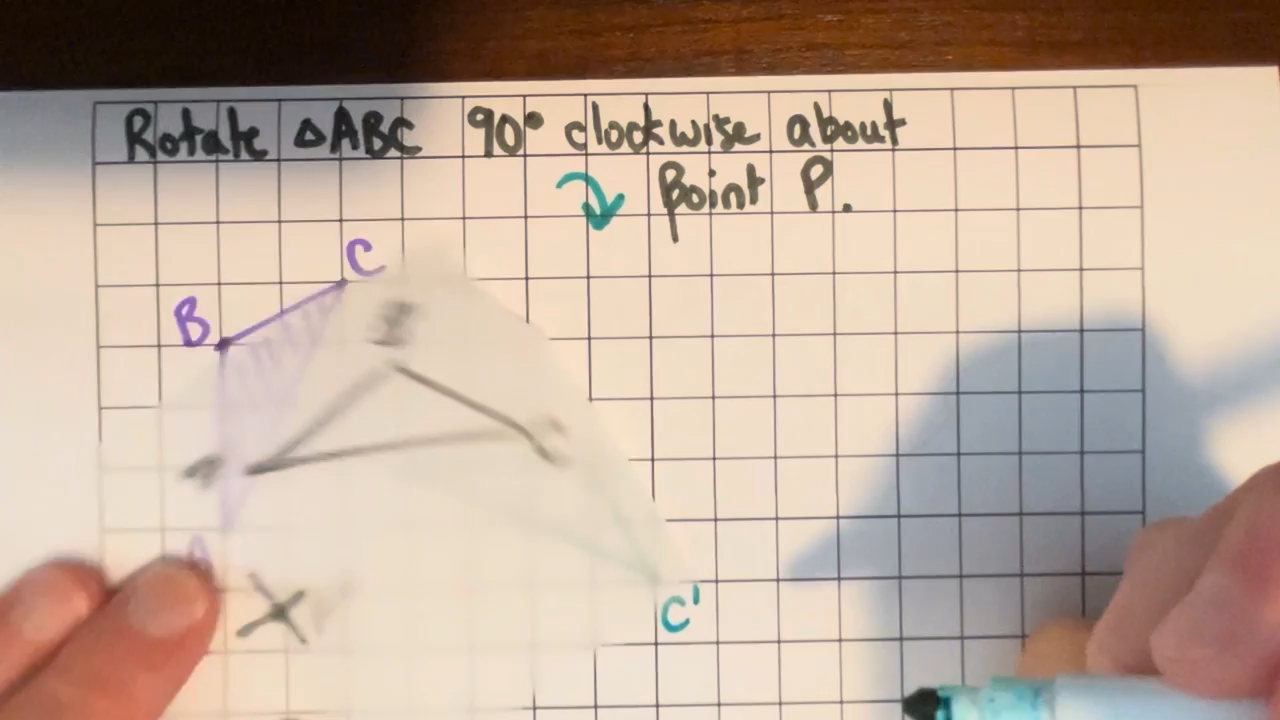 Rotate △ABC 90° clockwise about
Point P.
C
B
A
C'